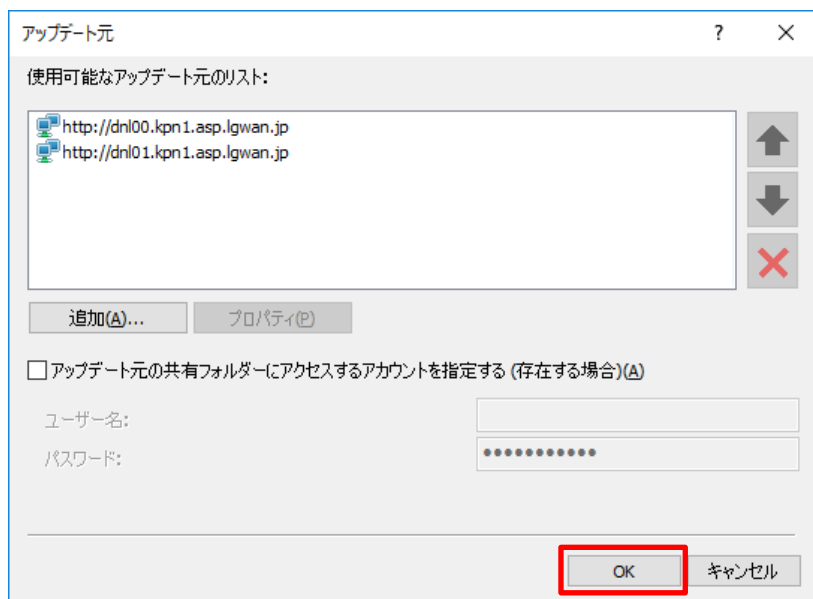 アップデート元
使用可能なアップデート元のリスト:
http://dnl00.kpn1.asp.lgwan.jp
http://dnl01.kpn1.asp.lgwan.jp
追加(A)... プロパティ(P)
アップデート元の共有フォルダーにアクセスするアカウントを指定する (存在する場合)(A)
ユーザー名:
パスワード:
OK キャンセル